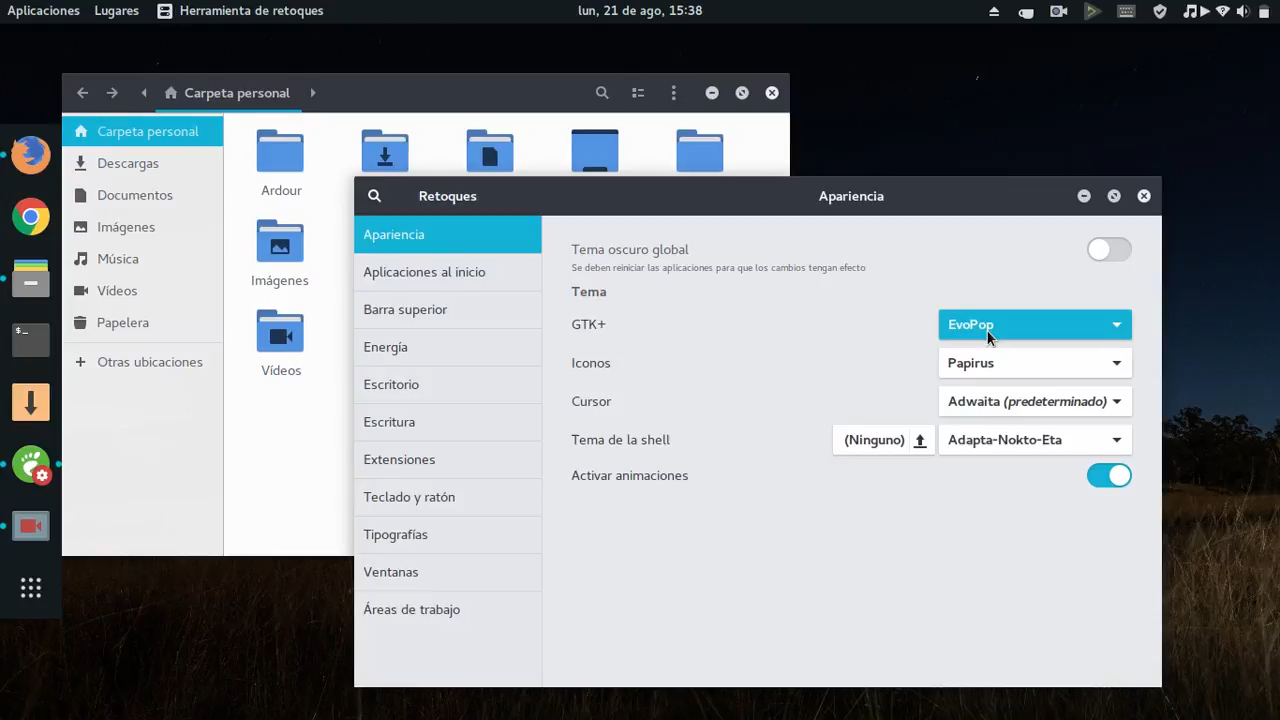 Aplicaciones Lugares Herramienta de retoques lun, 21 de ago, 15:38
Carpeta personal
Carpeta personal
Descargas
Documentos
Imágenes
Música
Vídeos
Papelera
Otras ubicaciones
Ardour
Imágenes
Vídeos
$_
Retoques Apariencia
Apariencia
Aplicaciones al inicio
Barra superior
Energía
Escritorio
Escritura
Extensiones
Teclado y ratón
Tipografías
Ventanas
Áreas de trabajo
Tema oscuro global
Se deben reiniciar las aplicaciones para que los cambios tengan efecto
Tema
GTK+ EvoPop
Iconos Papirus
Cursor Adwaita (predeterminado)
Tema de la shell (Ninguno) Adapta-Nokto-Eta
Activar animaciones